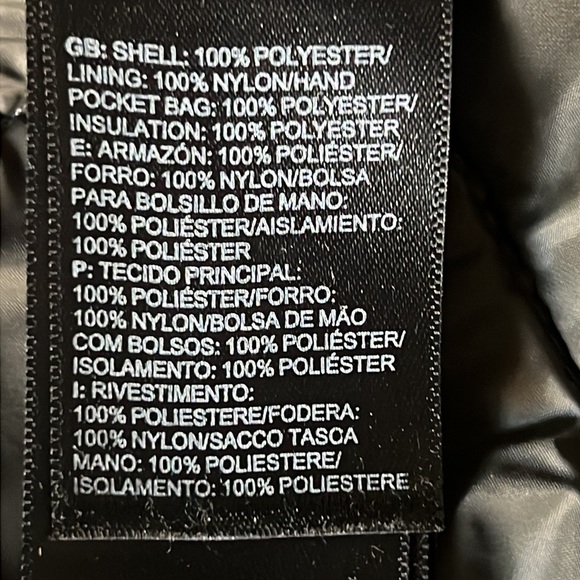 GB: SHELL: 100% POLYESTER/
LINING: 100% NYLON/HAND
POCKET BAG: 100% POLYESTER/
INSULATION: 100% POLYESTER
E: ARMAZÓN: 100% POLIÉSTER/
FORRO: 100% NYLON/BOLSA
PARA BOLSILLO DE MANO:
100% POLIÉSTER/AISLAMIENTO:
100% POLIÉSTER
P: TECIDO PRINCIPAL:
100% POLIÉSTER/FORRO:
100% NYLON/BOLSA DE MÃO
COM BOLSOS: 100% POLIÉSTER/
ISOLAMENTO: 100% POLIÉSTER
I: RIVESTIMENTO:
100% POLIESTERE/FODERA:
100% NYLON/SACCO TASCA
MANO: 100% POLIESTERE/
ISOLAMENTO: 100% POLIESTERE